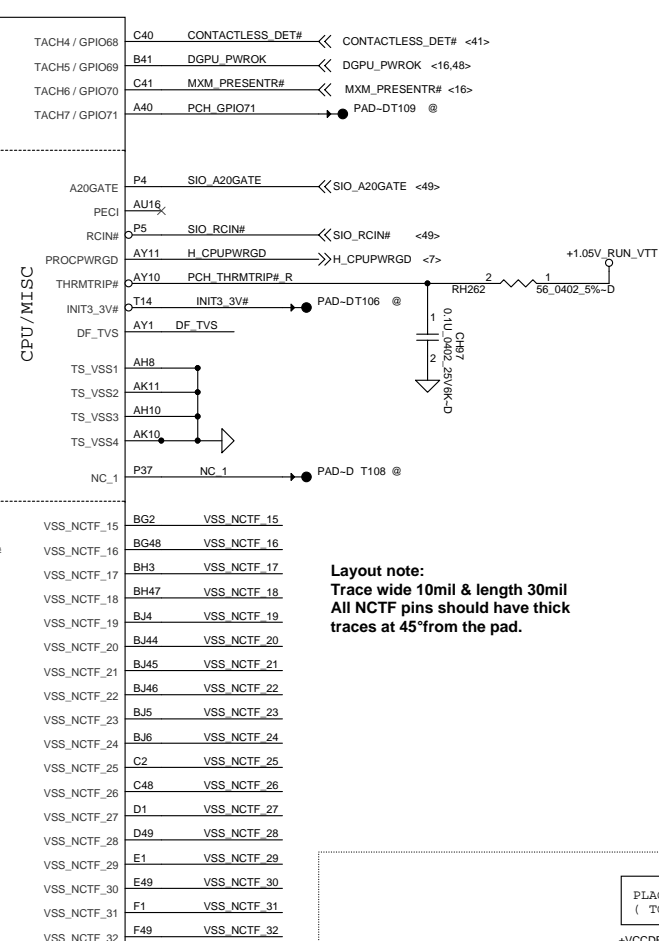 TACH4 / GPIO68 C40 CONTACTLESS_DET# CONTACTLESS_DET# <41>
TACH5 / GPIO69 B41 DGPU_PWROK DGPU_PWROK <16,48>
TACH6 / GPIO70 C41 MXM_PRESENTR# MXM_PRESENTR# <16>
TACH7 / GPIO71 A40 PCH_GPIO71 PAD~DT109 @
CPU/MISC
A20GATE P4 SIO_A20GATE SIO_A20GATE <49>
PECI AU16
RCIN# P5 SIO_RCIN# SIO_RCIN# <49>
PROCPWRGD AY11 H_CPUPWRGD H_CPUPWRGD <7>
+1.05V_RUN_VTT
THRMTRIP# AY10 PCH_THRMTRIP#_R RH262 2 1 56_0402_5%~D
INIT3_3V# T14 INIT3_3V# PAD~DT106 @
DF_TVS AY1 DF_TVS
1 2 CH97
0.1U_0402_25V6K~D
TS_VSS1 AH8
TS_VSS2 AK11
TS_VSS3 AH10
TS_VSS4 AK10
NC_1 P37 NC_1 PAD~D T108 @
VSS_NCTF_15 BG2 VSS_NCTF_15
VSS_NCTF_16 BG48 VSS_NCTF_16
VSS_NCTF_17 BH3 VSS_NCTF_17
VSS_NCTF_18 BH47 VSS_NCTF_18
VSS_NCTF_19 BJ4 VSS_NCTF_19
VSS_NCTF_20 BJ44 VSS_NCTF_20
VSS_NCTF_21 BJ45 VSS_NCTF_21
VSS_NCTF_22 BJ46 VSS_NCTF_22
VSS_NCTF_23 BJ5 VSS_NCTF_23
VSS_NCTF_24 BJ6 VSS_NCTF_24
VSS_NCTF_25 C2 VSS_NCTF_25
VSS_NCTF_26 C48 VSS_NCTF_26
VSS_NCTF_27 D1 VSS_NCTF_27
VSS_NCTF_28 D49 VSS_NCTF_28
VSS_NCTF_29 E1 VSS_NCTF_29
VSS_NCTF_30 E49 VSS_NCTF_30
VSS_NCTF_31 F1 VSS_NCTF_31
VSS_NCTF_32 F49 VSS_NCTF_32
Layout note:
Trace wide 10mil & length 30mil
All NCTF pins should have thick
traces at 45°from the pad.